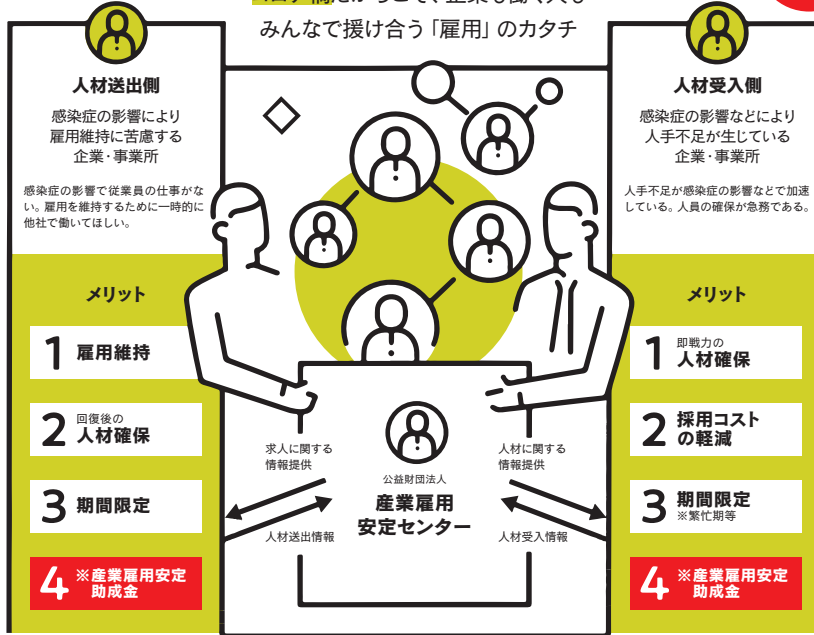 みんなで援け合う「雇用」のカタチ
人材送出側
感染症の影響により
雇用維持に苦慮する
企業・事業所
感染症の影響で従業員の仕事がな
い。雇用を維持するために一時的に
他社で働いてほしい。
メリット
1 雇用維持
2 回復後の
人材確保
3 期間限定
4 ※産業雇用安定
助成金
求人に関する
情報提供
人材送出情報
公益財団法人
産業雇用
安定センター
人材に関する
情報提供
人材受入情報
人材受入側
感染症の影響などにより
人手不足が生じている
企業・事業所
人手不足が感染症の影響などで加速
している。人員の確保が急務である。
メリット
1 即戦力の
人材確保
2 採用コスト
の軽減
3 期間限定
※繁忙期等
4 ※産業雇用安定
助成金